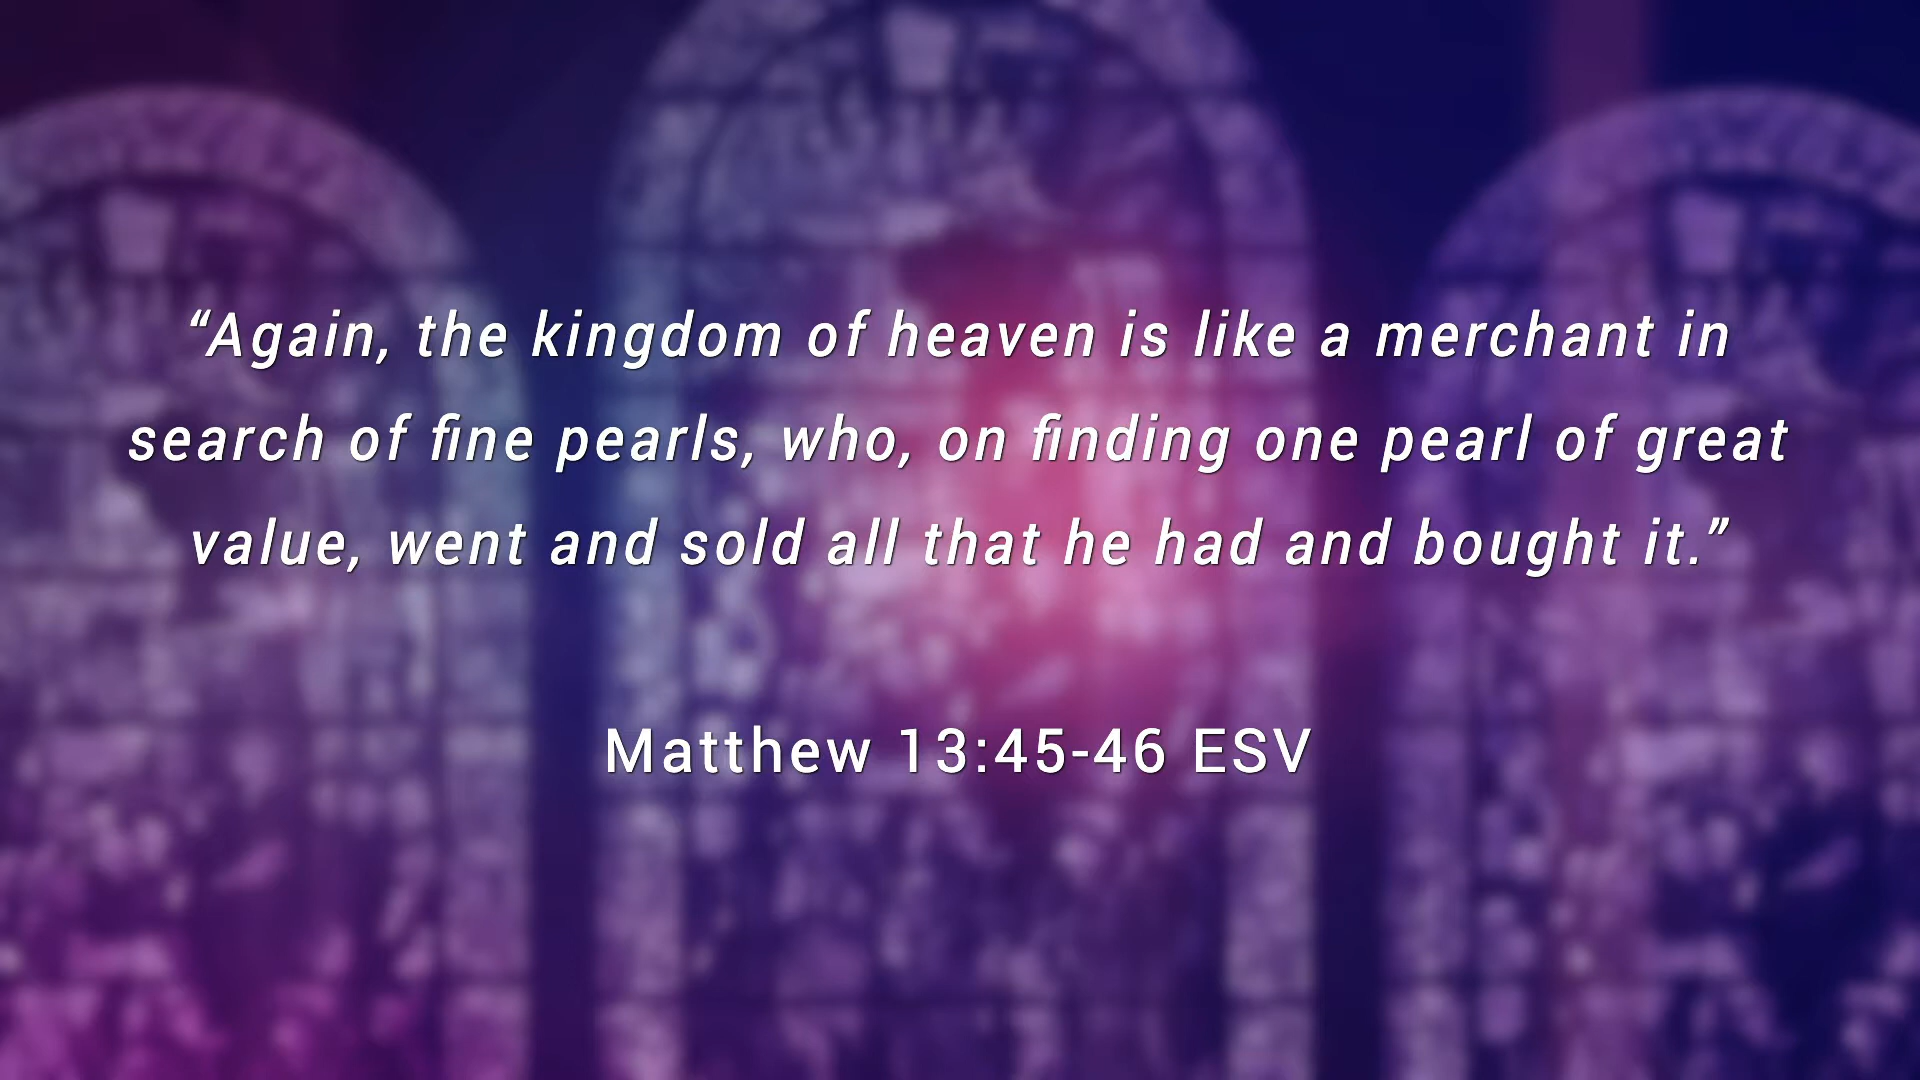 “Again, the kingdom of heaven is like a merchant in
search of fine pearls, who, on finding one pearl of great
value, went and sold all that he had and bought it.”
Matthew 13:45-46 ESV